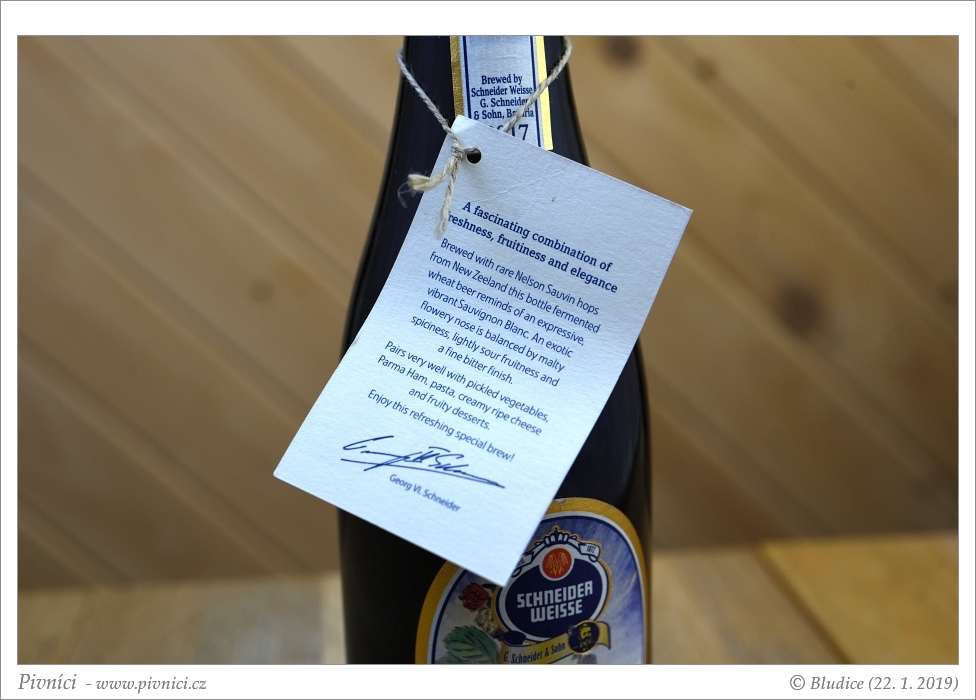 Brewed by
Schneider Weisse
G. Schneider
& Sohn, Bavaria
A fascinating combination of
freshness, fruitiness and elegance
Brewed with rare Nelson Sauvin hops
from New Zeeland this bottle fermented
wheat beer reminds of an expressive,
vibrant Sauvignon Blanc. An exotic
flowery nose is balanced by malty
spiciness, lightly sour fruitness and
a fine bitter finish.
Pairs very well with pickled vegetables,
Parma Ham, pasta, creamy ripe cheese
and fruity desserts.
Enjoy this refreshing special brew!
Georg VI. Schneider
SCHNEIDER
WEISSE
G. Schneider & Sohn
Pivníci - www.pivnici.cz
© Bludice (22. 1. 2019)